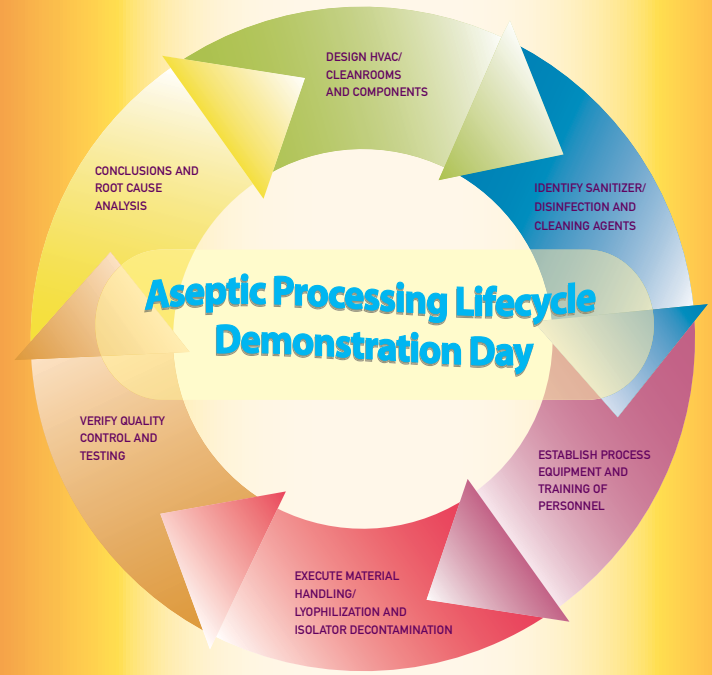 DESIGN HVAC/
CLEANROOMS
AND COMPONENTS
IDENTIFY SANITIZER/
DISINFECTION AND
CLEANING AGENTS
CONCLUSIONS AND
ROOT CAUSE
ANALYSIS
Aseptic Processing Lifecycle
Demonstration Day
VERIFY QUALITY
CONTROL AND
TESTING
ESTABLISH PROCESS
EQUIPMENT AND
TRAINING OF
PERSONNEL
EXECUTE MATERIAL
HANDLING/
LYOPHILIZATION AND
ISOLATOR DECONTAMINATION